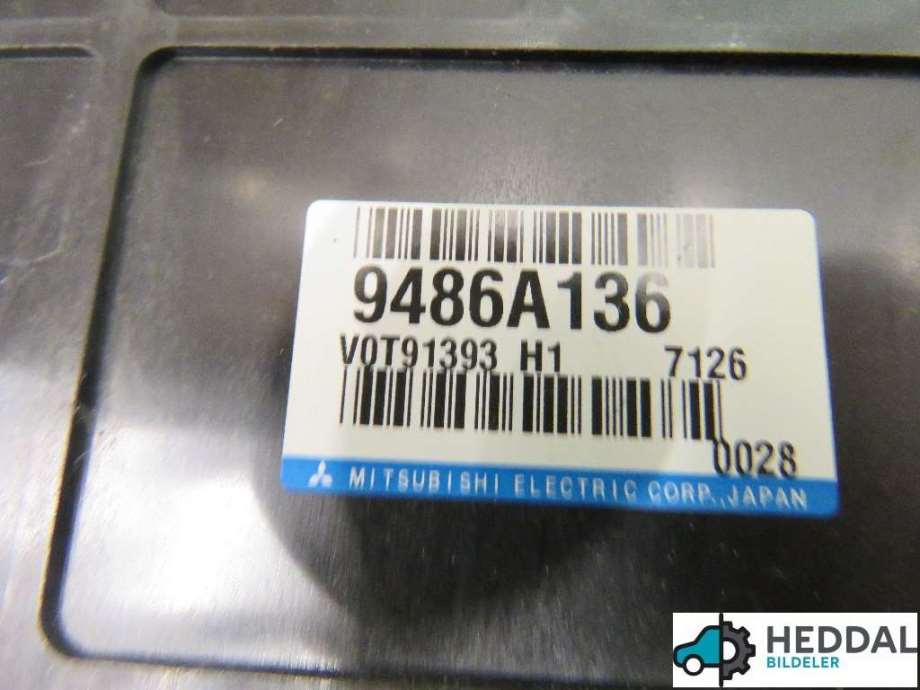 9486A136
V0T91393 H1 7126
0028
MITSUBISHI ELECTRIC CORP.,JAPAN
HEDDAL
BILDELER